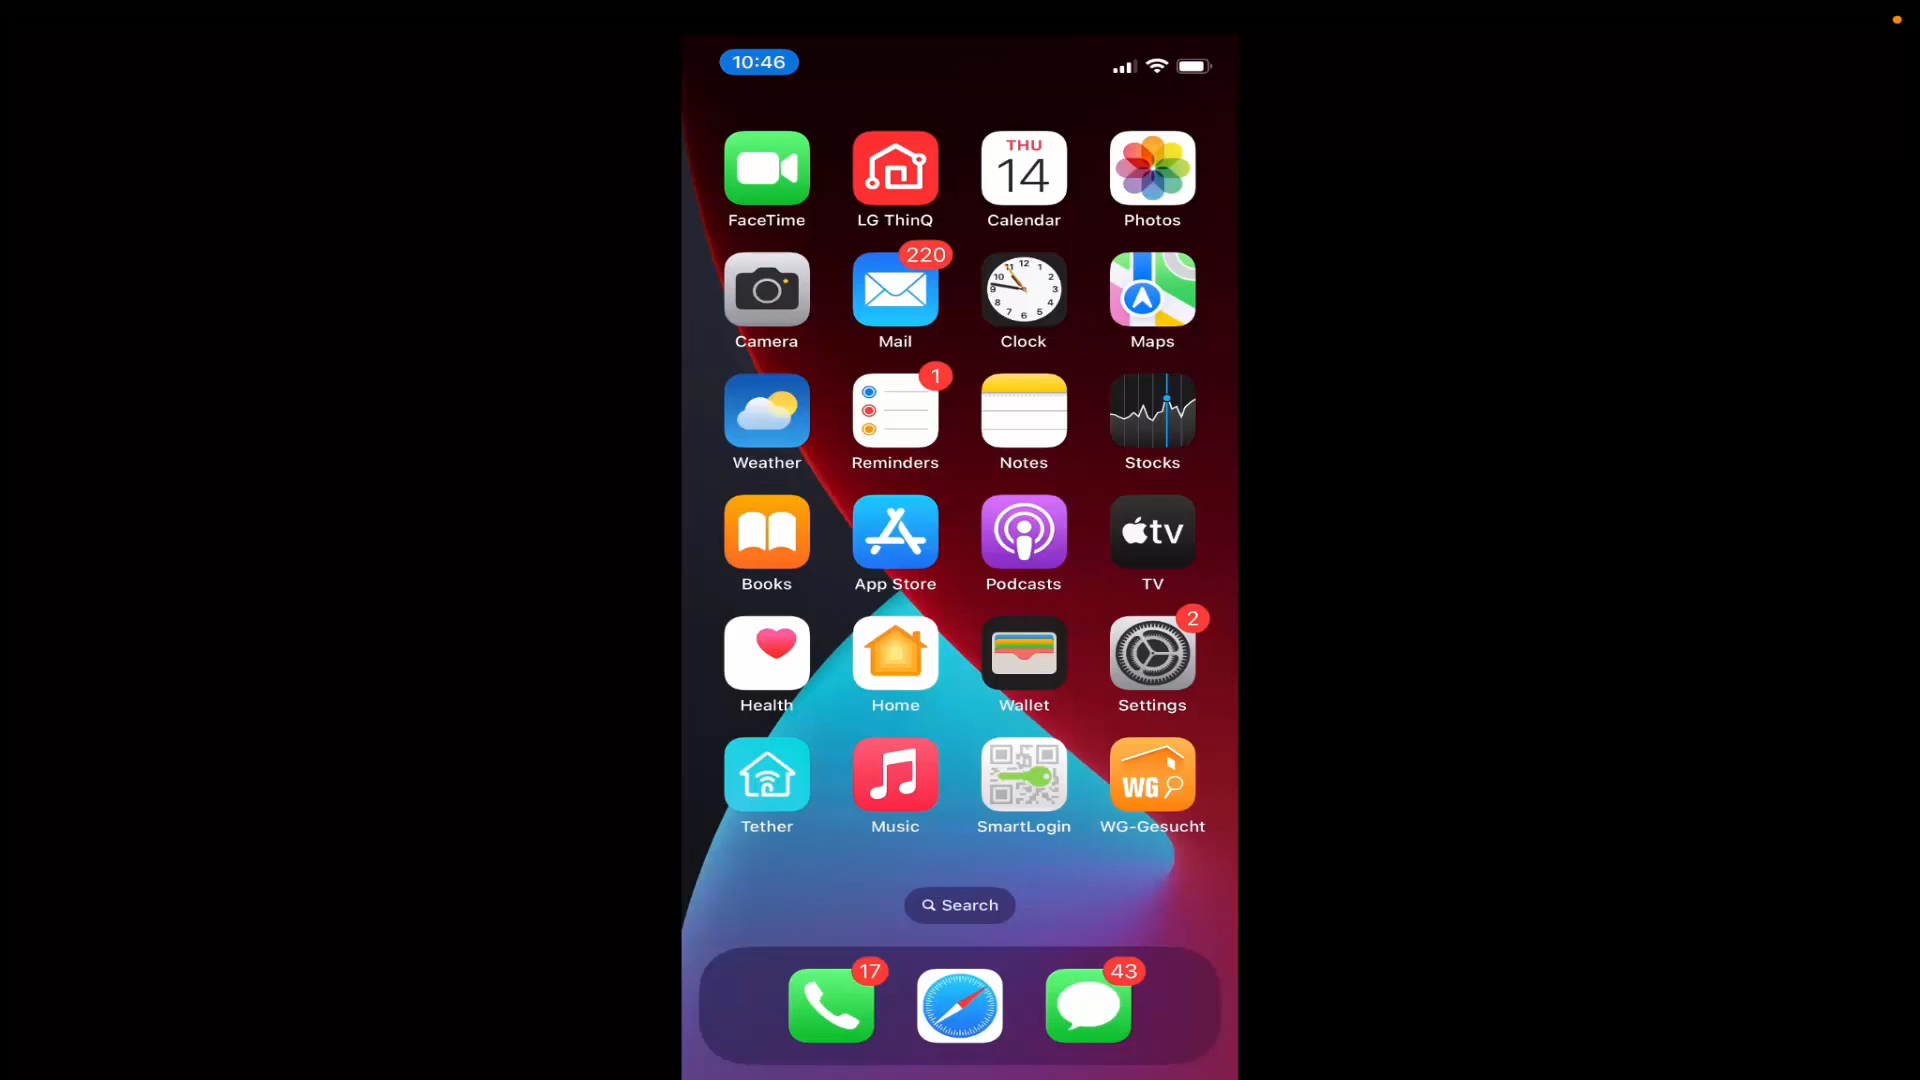 10:46
THU
14
FaceTime LG ThinQ Calendar Photos
220
Camera Mail Clock Maps
1
Weather Reminders Notes Stocks
tv
Books App Store Podcasts TV
2
Health Home Wallet Settings
WG
Tether Music SmartLogin WG-Gesucht
Search
17 43